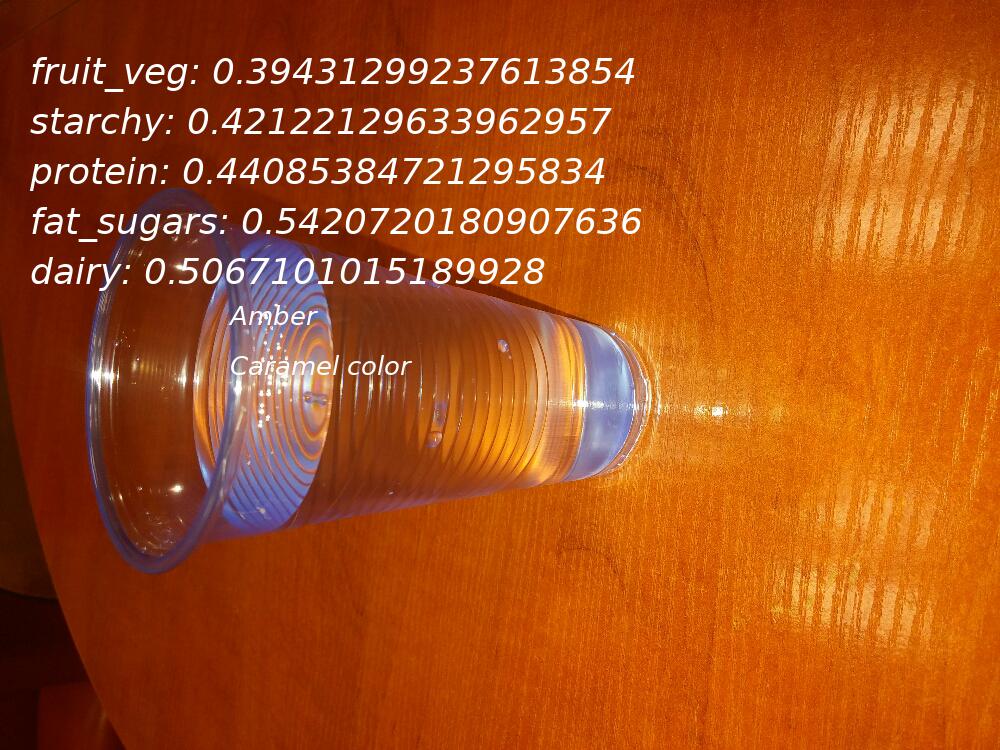 fruit_veg: 0.39431299237613854
starchy: 0.42122129633962957
protein: 0.44085384721295834
fat_sugars: 0.5420720180907636
dairy: 0.5067101015189928
Amber
Caramel color